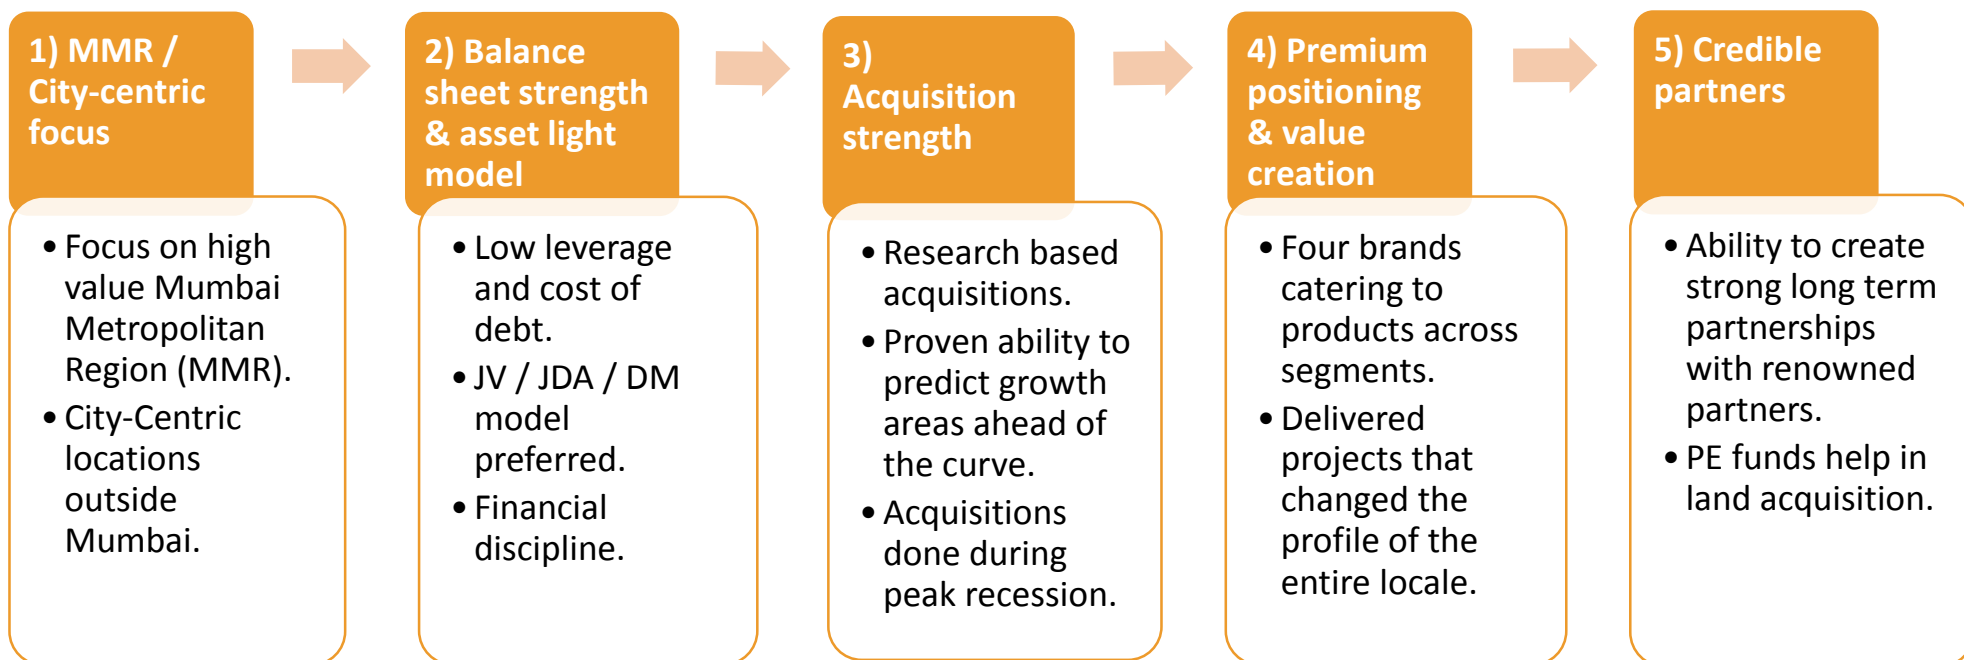 1) MMR /
City-centric
focus
• Focus on high
value Mumbai
Metropolitan
Region (MMR).
• City-Centric
locations
outside
Mumbai.
2) Balance
sheet strength
& asset light
model
• Low leverage
and cost of
debt.
• JV / JDA / DM
model
preferred.
• Financial
discipline.
3)
Acquisition
strength
• Research based
acquisitions.
• Proven ability to
predict growth
areas ahead of
the curve.
• Acquisitions
done during
peak recession.
4) Premium
positioning
& value
creation
• Four brands
catering to
products across
segments.
• Delivered
projects that
changed the
profile of the
entire locale.
5) Credible
partners
• Ability to create
strong long term
partnerships
with renowned
partners.
• PE funds help in
land acquisition.